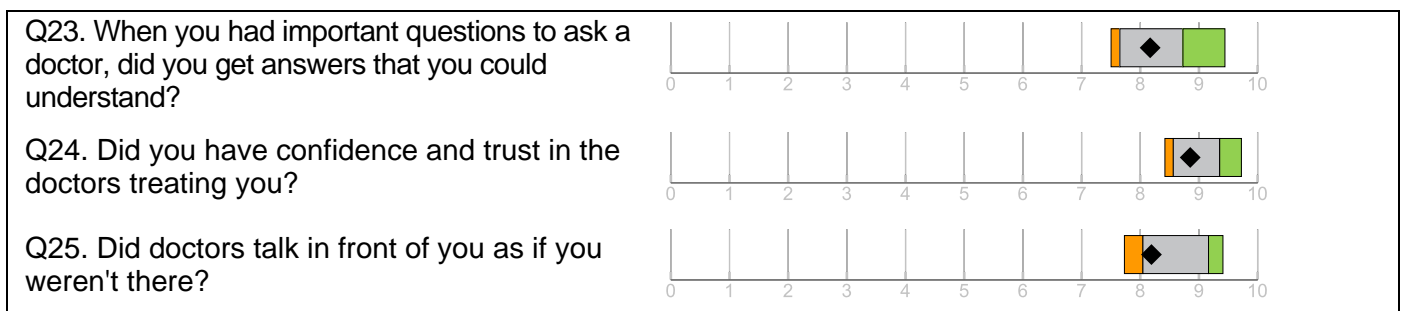 Q23. When you had important questions to ask a
doctor, did you get answers that you could
understand?
0 1 2 3 4 5 6 7 8 9 10
Q24. Did you have confidence and trust in the
doctors treating you?
0 1 2 3 4 5 6 7 8 9 10
Q25. Did doctors talk in front of you as if you
weren't there?
0 1 2 3 4 5 6 7 8 9 10